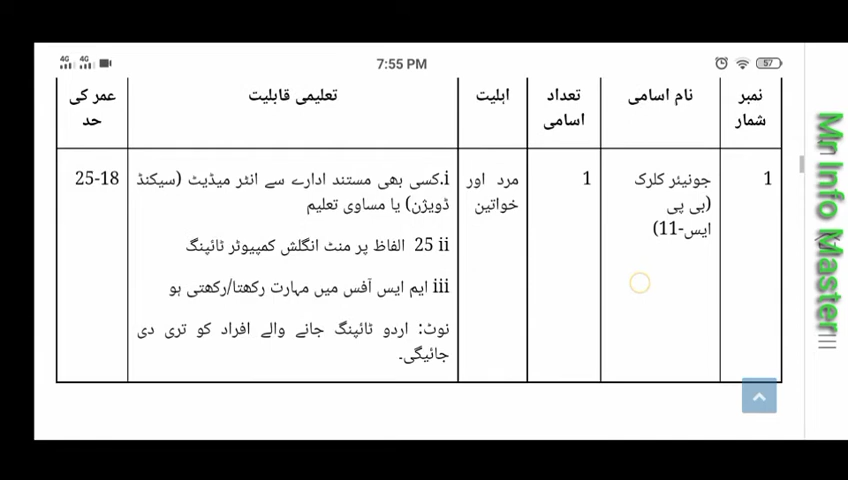 4G 4G 7:55 PM 57
نمبر شمار
نام اسامی
تعداد اسامی
اہلیت
تعلیمی قابلیت
عمر کی حد
1
جونیئر کلرک
(بی پی
ایس-11)
1
مرد اور
خواتین
i.کسی بھی مستند ادارے سے انٹر میڈیٹ (سیکنڈ
ڈویژن) یا مساوی تعلیم
ii 25 الفاظ پر منٹ انگلش کمپیوٹر ٹائپنگ
iii ایم ایس آفس میں مہارت رکھتا/رکھتی ہو
نوٹ: اردو ٹائپنگ جانے والے افراد کو تری دی
جائیگی۔
25-18
Mr Info Master|||